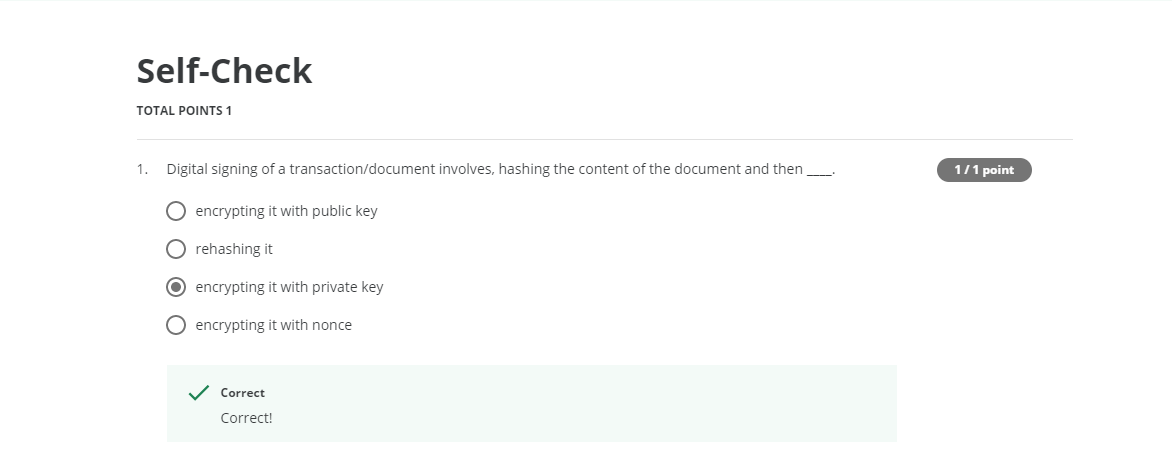 Self-Check
TOTAL POINTS 1
1. Digital signing of a transaction/document involves, hashing the content of the document and then ____. 1 / 1 point
encrypting it with public key
rehashing it
encrypting it with private key
encrypting it with nonce
Correct
Correct!